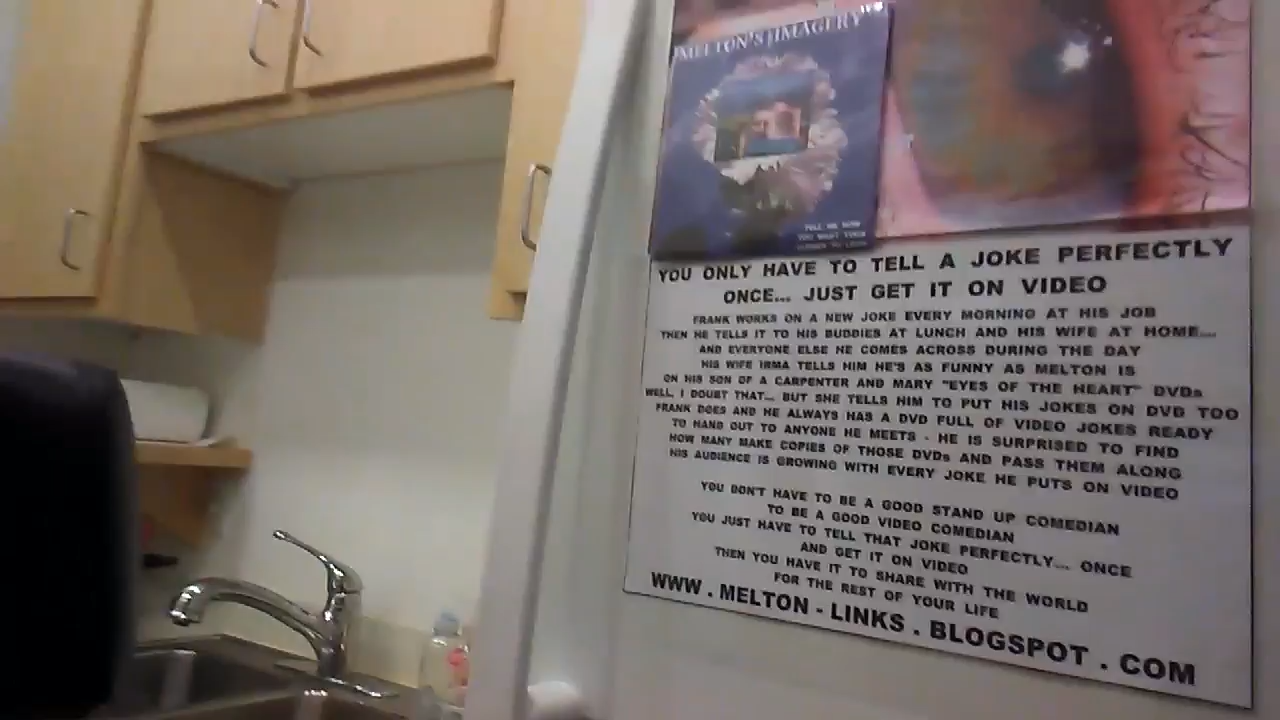 MELTON'S IMAGERY
TELL ME NOW
YOU ONLY HAVE TO TELL A JOKE PERFECTLY
ONCE... JUST GET IT ON VIDEO
FRANK WORKS ON A NEW JOKE EVERY MORNING AT HIS JOB
THEN HE TELLS IT TO HIS BUDDIES AT LUNCH AND HIS WIFE AT HOME....
AND EVERYONE ELSE HE COMES ACROSS DURING THE DAY
HIS WIFE IRMA TELLS HIM HE'S AS FUNNY AS MELTON IS
ON HIS SON OF A CARPENTER AND MARY "EYES OF THE HEART" DVDs
WELL, I DOUBT THAT... BUT SHE TELLS HIM TO PUT HIS JOKES ON DVD TOO
FRANK DOES AND HE ALWAYS HAS A DVD FULL OF VIDEO JOKES READY
TO HAND OUT TO ANYONE HE MEETS - HE IS SURPRISED TO FIND
HOW MANY MAKE COPIES OF THOSE DVDs AND PASS THEM ALONG
HIS AUDIENCE IS GROWING WITH EVERY JOKE HE PUTS ON VIDEO
YOU DON'T HAVE TO BE A GOOD STAND UP COMEDIAN
TO BE A GOOD VIDEO COMEDIAN
YOU JUST HAVE TO TELL THAT JOKE PERFECTLY... ONCE
AND GET IT ON VIDEO
THEN YOU HAVE IT TO SHARE WITH THE WORLD
FOR THE REST OF YOUR LIFE
WWW . MELTON - LINKS . BLOGSPOT . COM